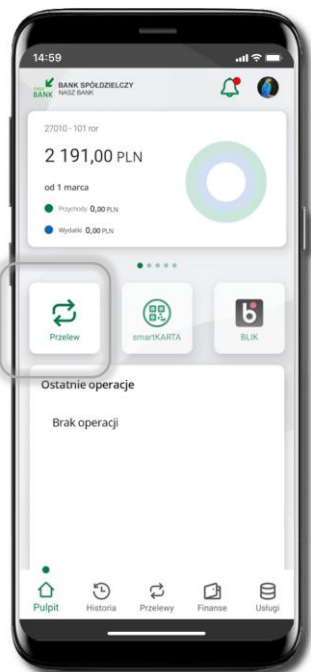 14:59
NASZ BANK
BANK SPÓŁDZIELCZY
NASZ BANK
27010 - 101 ror
2 191,00 PLN
od 1 marca
Przychody 0,00 PLN
Wydatki 0,00 PLN
Przelew
smartKARTA
BLIK
Ostatnie operacje
Brak operacji
Pulpit Historia Przelewy Finanse Usługi